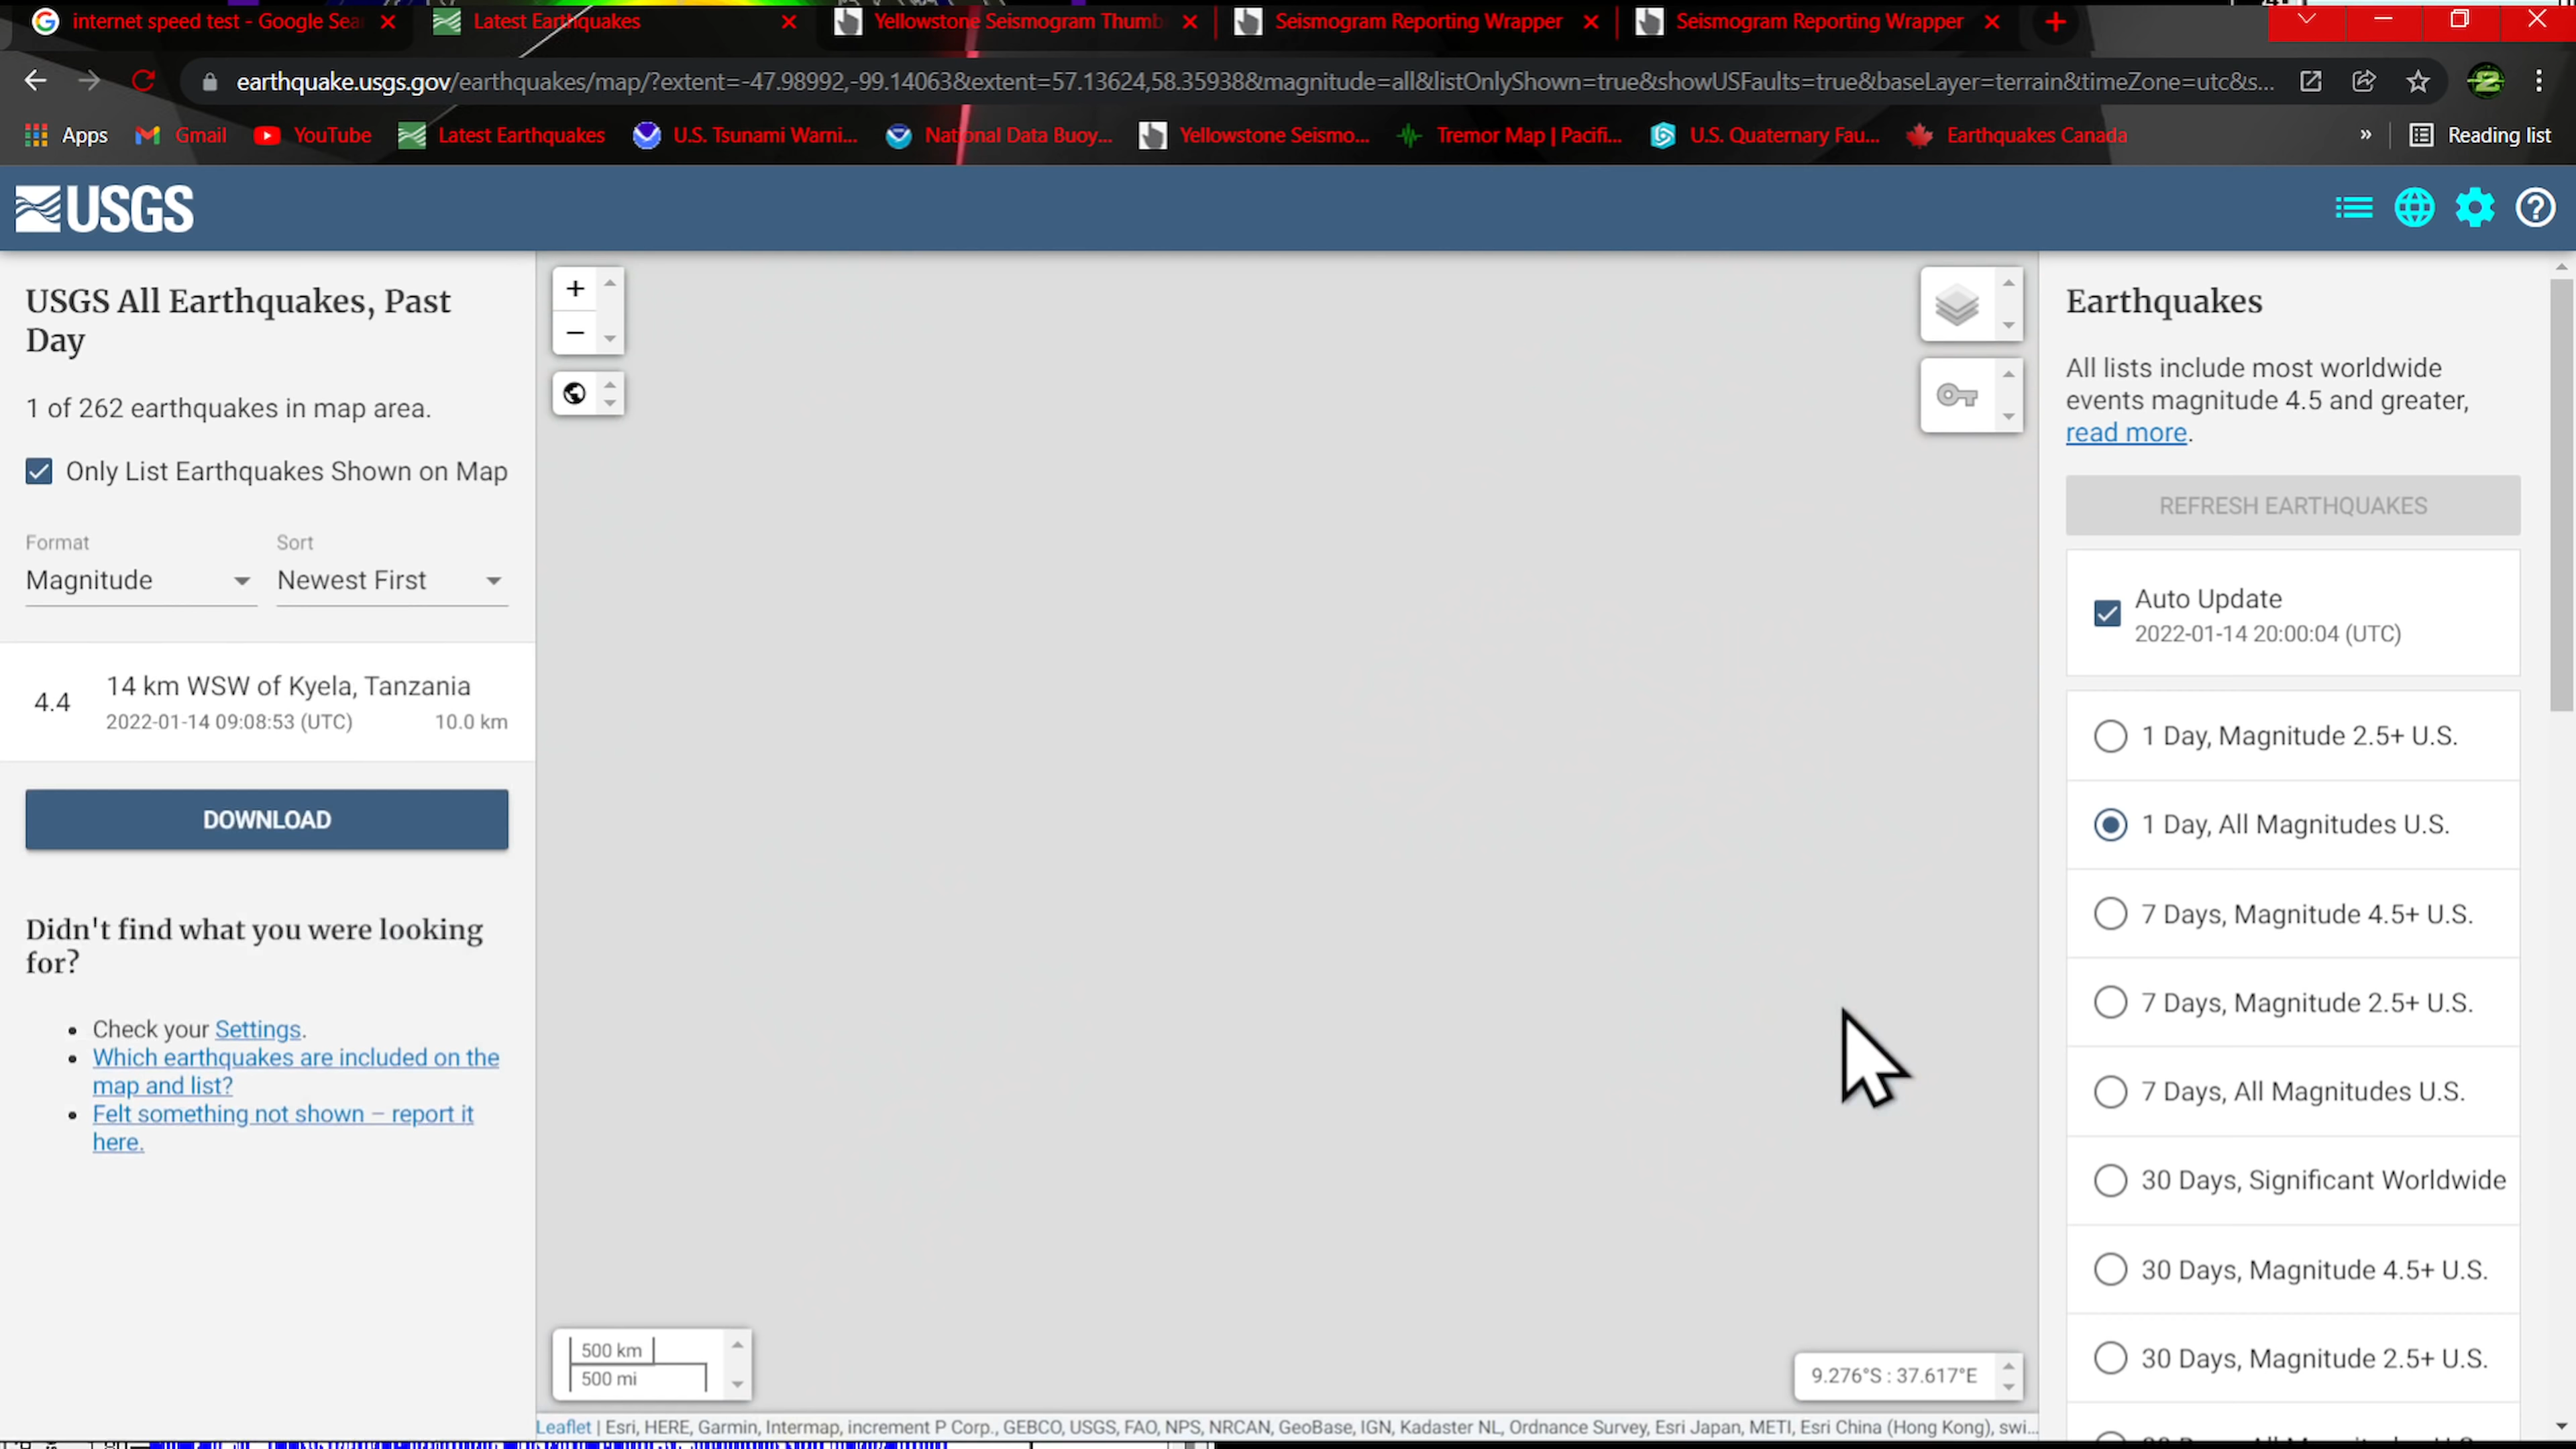 internet speed test - Google Sea
Latest Earthquakes
Yellowstone Seismogram Thumb
Seismogram Reporting Wrapper
Seismogram Reporting Wrapper
earthquake.usgs.gov/earthquakes/map/?extent=-47.98992,-99.14063&extent=57.13624,58.35938&magnitude=all&listOnlyShown=true&showUSFaults=true&baseLayer=terrain&timeZone=utc&s...
Apps
Gmail
YouTube
Latest Earthquakes
U.S. Tsunami Warni...
National Data Buoy...
Yellowstone Seismo...
Tremor Map | Pacifi...
U.S. Quaternary Fau...
Earthquakes Canada
»
Reading list
USGS
USGS All Earthquakes, Past
Day
1 of 262 earthquakes in map area.
Only List Earthquakes Shown on Map
Format
Sort
Magnitude
Newest First
4.4
14 km WSW of Kyela, Tanzania
2022-01-14 09:08:53 (UTC)
10.0 km
DOWNLOAD
Didn't find what you were looking
for?
Check your Settings.
Which earthquakes are included on the
map and list?
Felt something not shown – report it
here.
+
−
500 km
500 mi
9.276°S : 37.617°E
Leaflet | Esri, HERE, Garmin, Intermap, increment P Corp., GEBCO, USGS, FAO, NPS, NRCAN, GeoBase, IGN, Kadaster NL, Ordnance Survey, Esri Japan, METI, Esri China (Hong Kong), swi...
Earthquakes
All lists include most worldwide
events magnitude 4.5 and greater,
read more.
REFRESH EARTHQUAKES
Auto Update
2022-01-14 20:00:04 (UTC)
1 Day, Magnitude 2.5+ U.S.
1 Day, All Magnitudes U.S.
7 Days, Magnitude 4.5+ U.S.
7 Days, Magnitude 2.5+ U.S.
7 Days, All Magnitudes U.S.
30 Days, Significant Worldwide
30 Days, Magnitude 4.5+ U.S.
30 Days, Magnitude 2.5+ U.S.